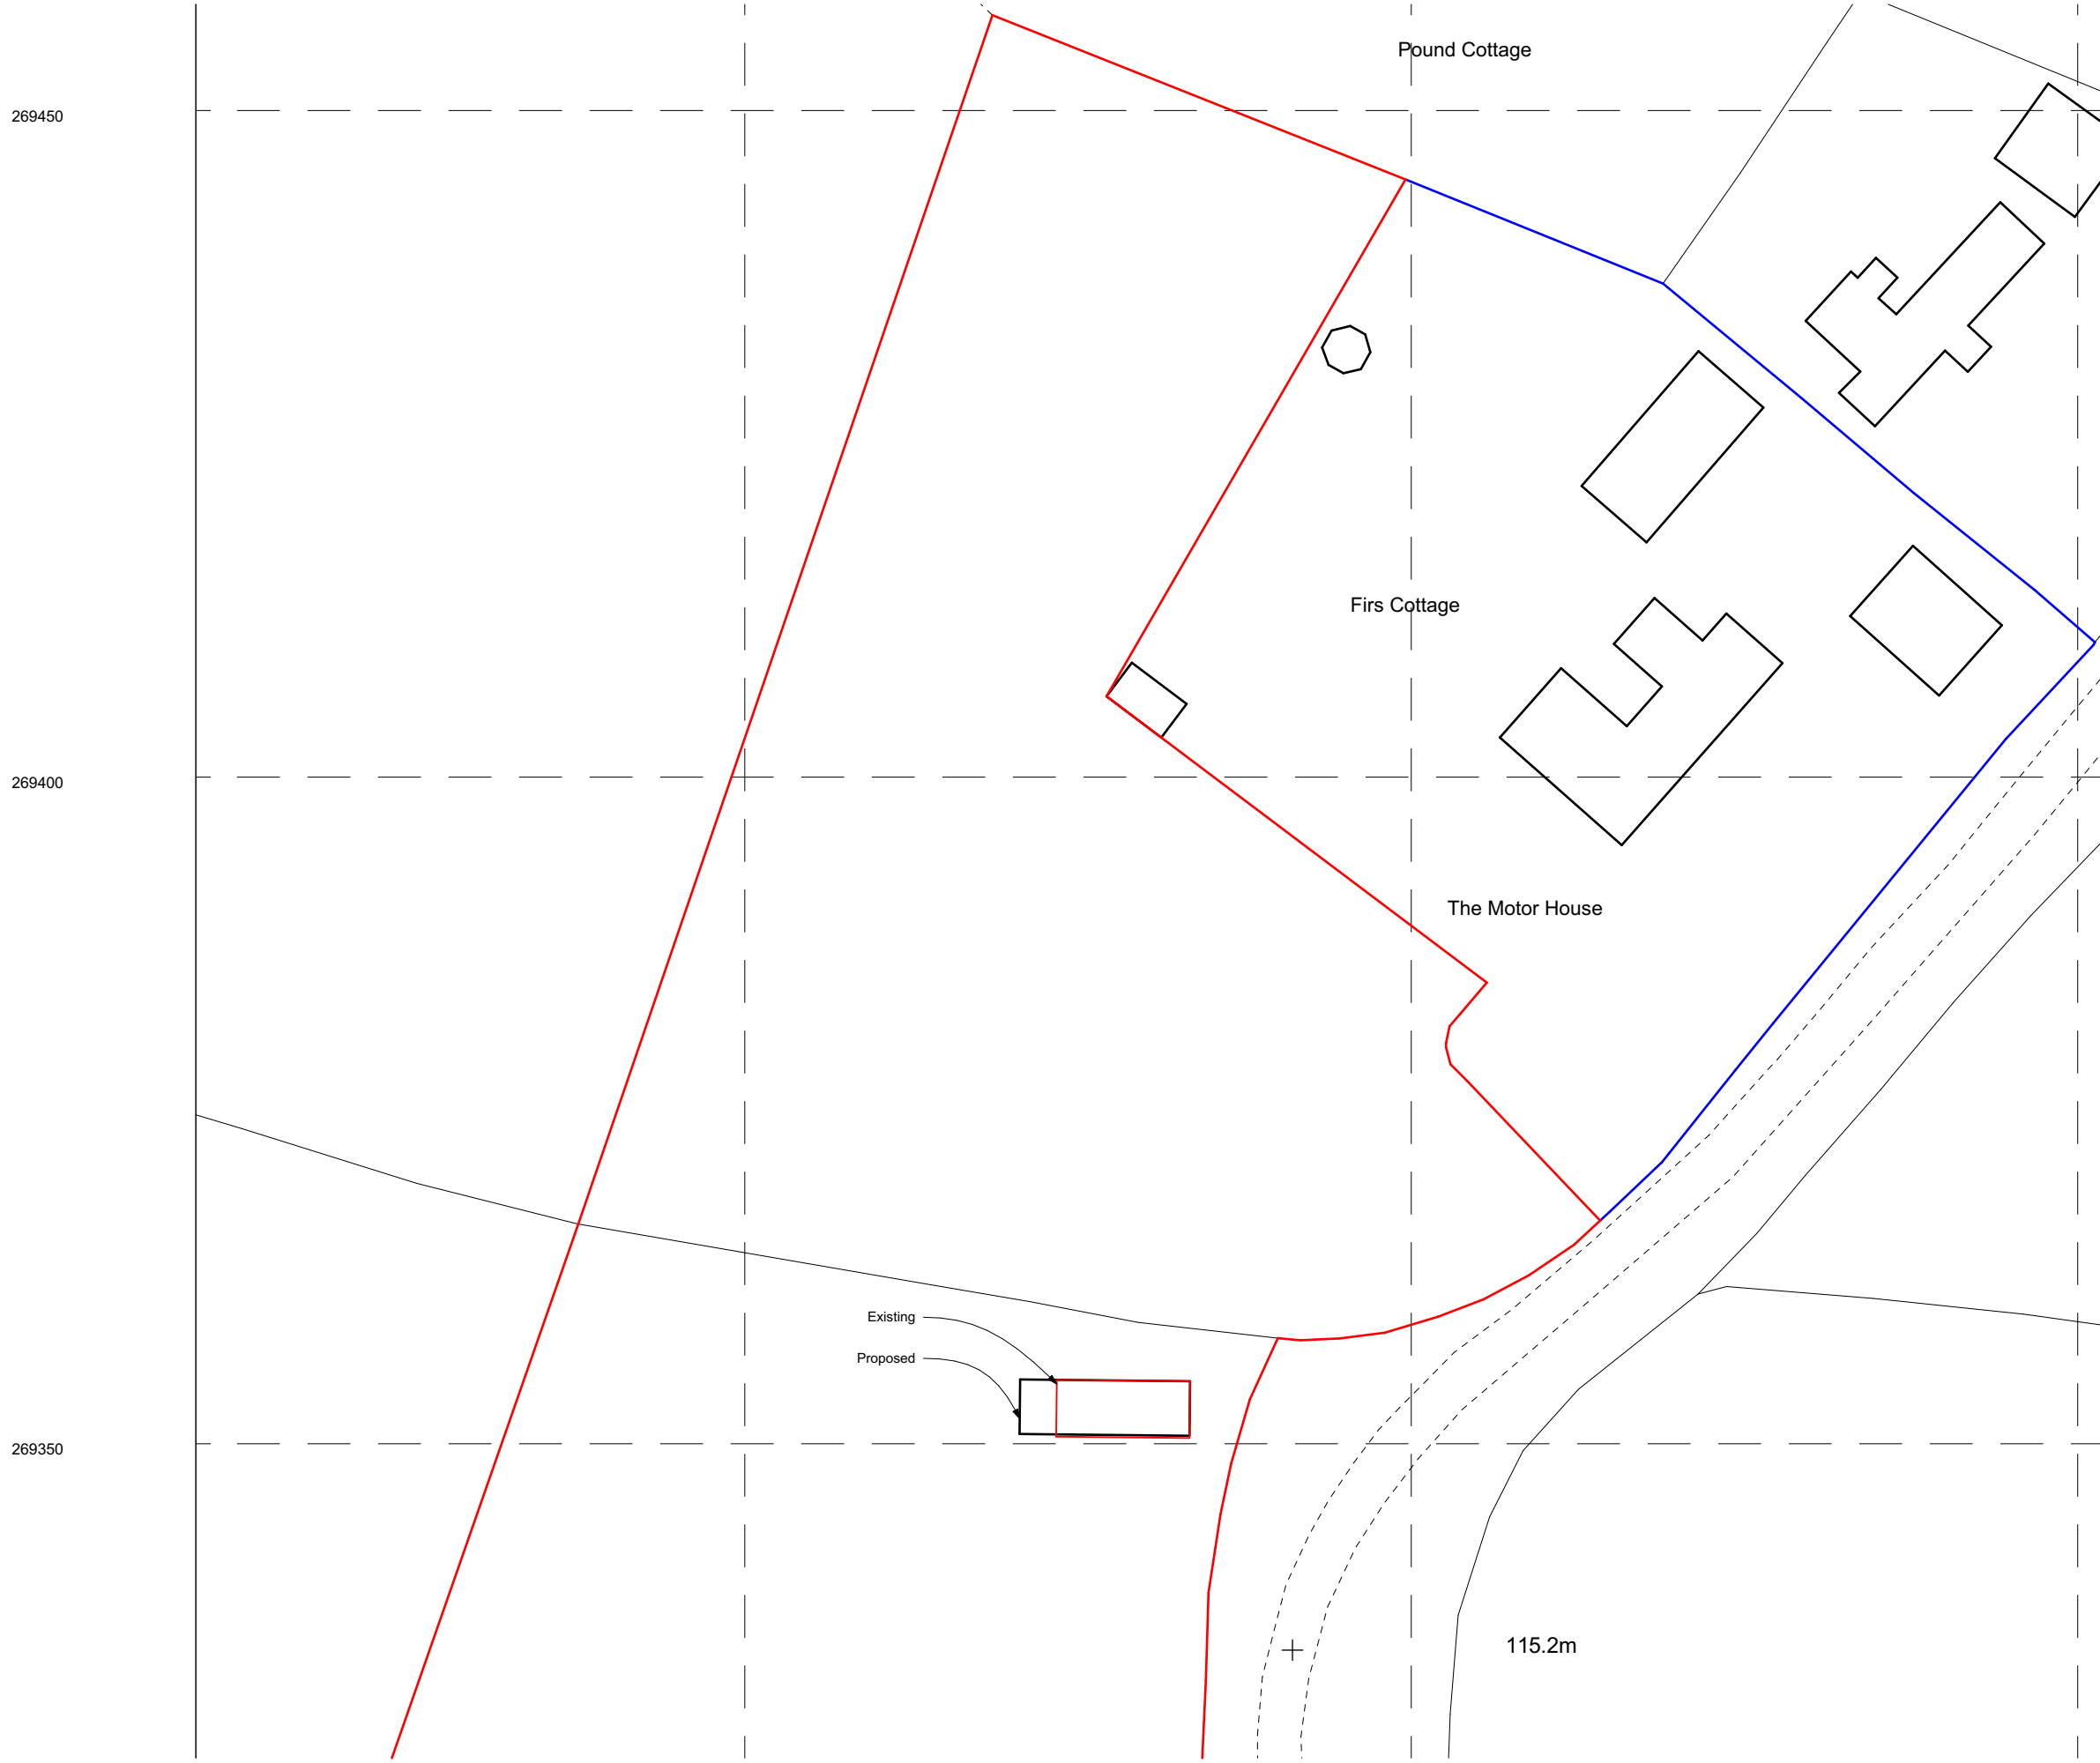 Pound Cottage
269450
Firs Cottage
269400
The Motor House
Existing
Proposed
269350
115.2m